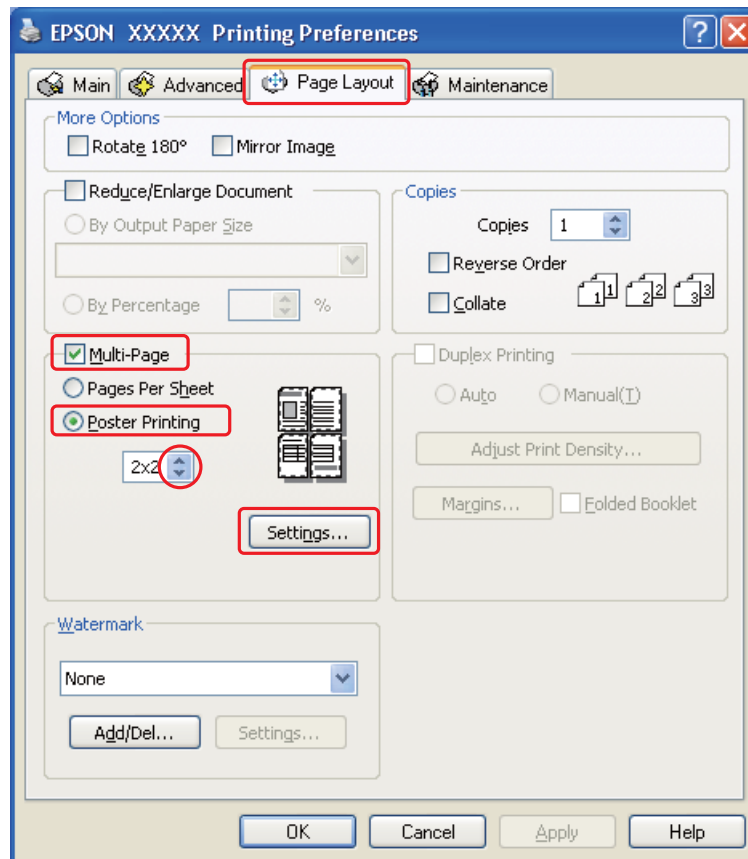 EPSON XXXXX Printing Preferences
Main Advanced Page Layout Maintenance
More Options
Rotate 180° Mirror Image
Reduce/Enlarge Document
By Output Paper Size
By Percentage %
Copies
Copies 1
Reverse Order
Collate
1 1 2 2 3 3
Multi-Page
Pages Per Sheet
Poster Printing
2x2
Settings...
Duplex Printing
Auto Manual(T)
Adjust Print Density...
Margins... Folded Booklet
Watermark
None
Add/Del... Settings...
OK Cancel Apply Help